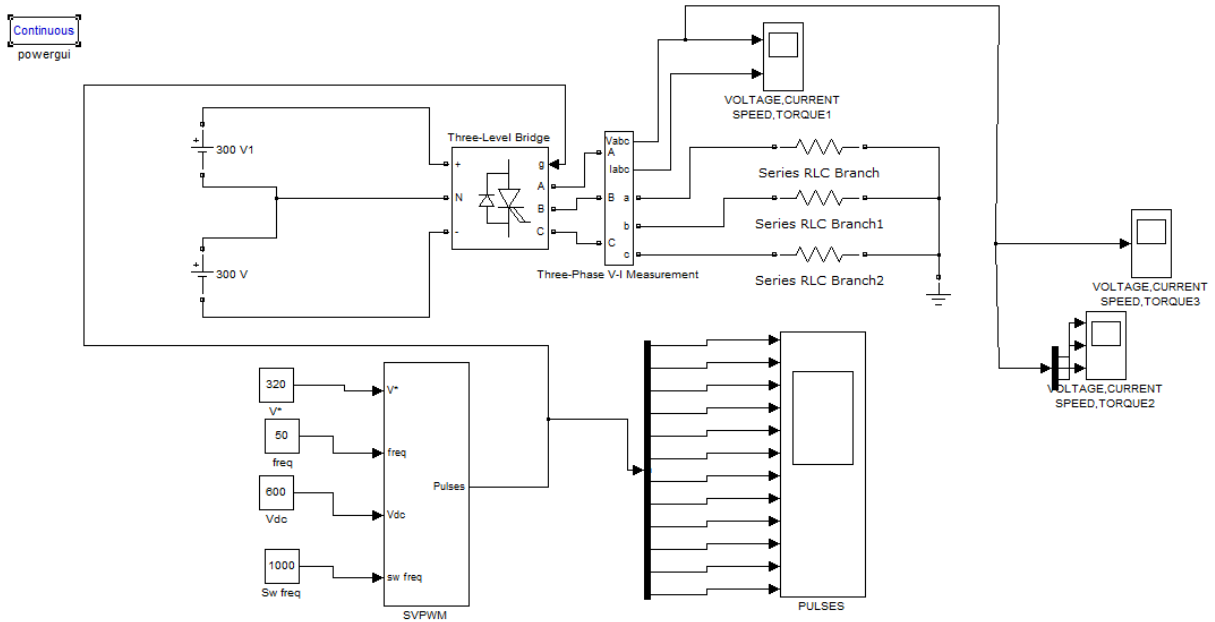 Continuous
powergui
VOLTAGE,CURRENT
SPEED,TORQUE1
+
300 V1
Three-Level Bridge
+
g
N
A
B
-
C
Vabc
A
Iabc
B
a
b
C
c
Three-Phase V-I Measurement
Series RLC Branch
Series RLC Branch1
Series RLC Branch2
+
300 V
VOLTAGE,CURRENT
SPEED,TORQUE3
VOLTAGE,CURRENT
SPEED,TORQUE2
320
V*
50
freq
600
Vdc
1000
Sw freq
V*
freq
Pulses
Vdc
sw freq
SVPWM
PULSES